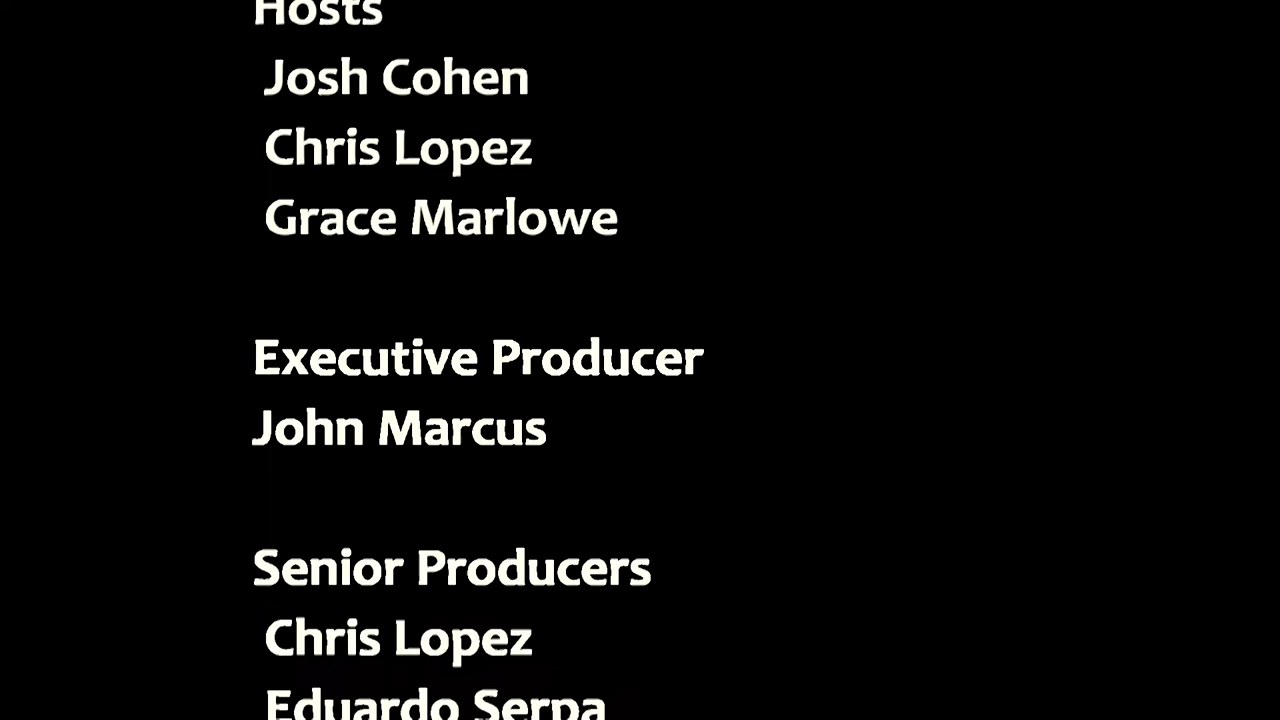 Hosts
Josh Cohen
Chris Lopez
Grace Marlowe
Executive Producer
John Marcus
Senior Producers
Chris Lopez
Eduardo Serpa